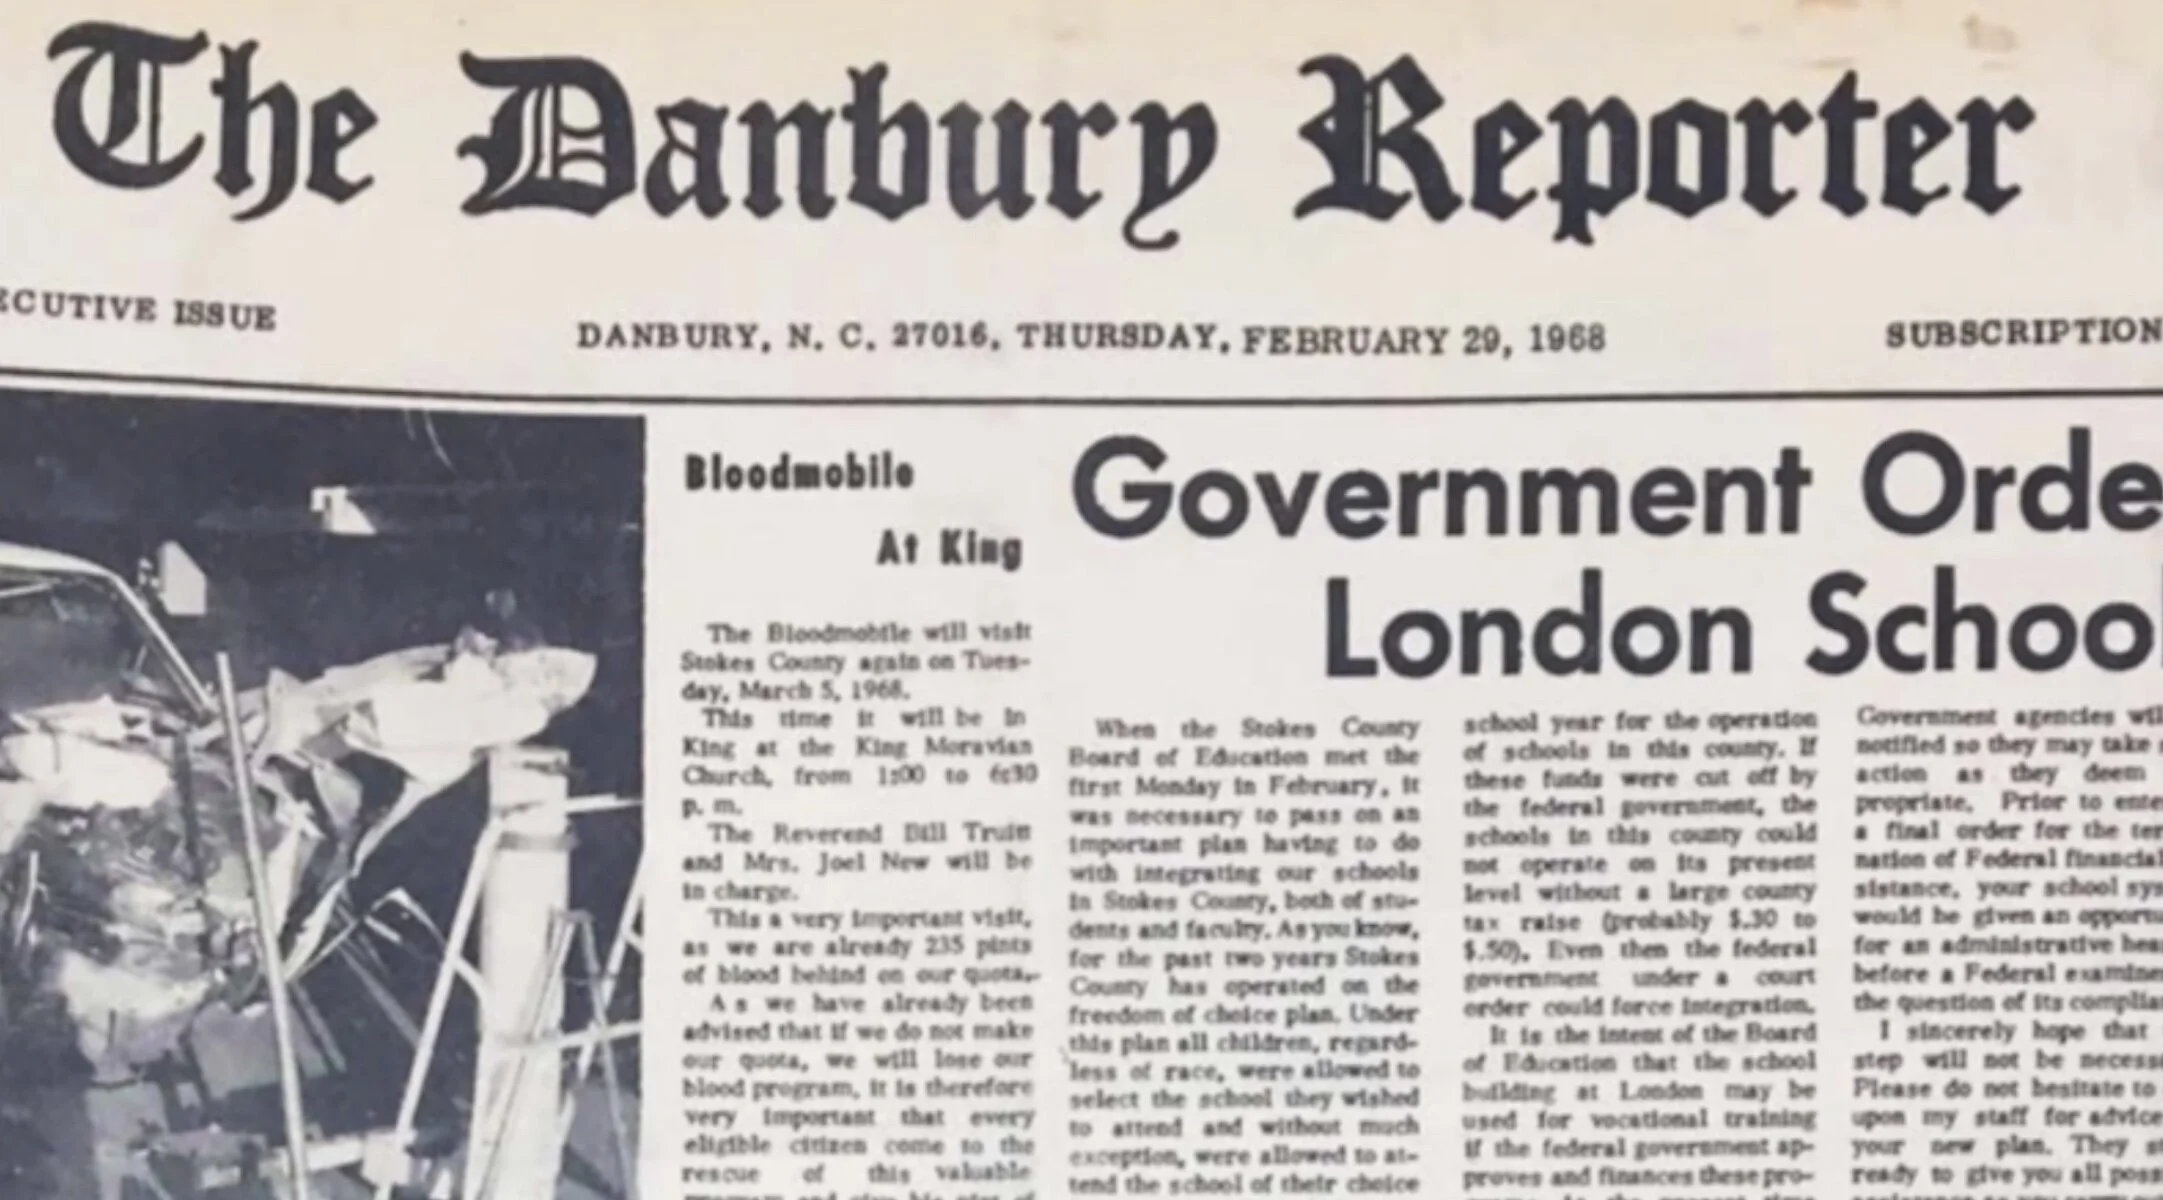 The Danbury Reporter
ECUTIVE ISSUE
DANBURY, N. C. 27016, THURSDAY, FEBRUARY 29, 1968
SUBSCRIPTION
Bloodmobile
At King
The Bloodmobile will visit
Stokes County again on Tues-
day, March 5, 1968.
This time it will be in
King at the King Moravian
Church, from 1:00 to 6:30
p. m.
The Reverend Bill Truitt
and Mrs. Joel New will be
in charge.
This a very important visit,
as we are already 235 pints
of blood behind on our quota.
As we have already been
advised that if we do not make
our quota, we will lose our
blood program, it is therefore
very important that every
eligible citizen come to the
rescue of this valuable
Government Orde
London School
When the Stokes County
Board of Education met the
first Monday in February, it
was necessary to pass on an
important plan having to do
with integrating our schools
in Stokes County, both of stu-
dents and faculty. As you know,
for the past two years Stokes
County has operated on the
freedom of choice plan. Under
this plan all children, regard-
less of race, were allowed to
select the school they wished
to attend and without much
exception, were allowed to at-
tend the school of their choice
school year for the operation
of schools in this county. If
these funds were cut off by
the federal government, the
schools in this county could
not operate on its present
level without a large county
tax raise (probably $.30 to
$.50). Even then the federal
government under a court
order could force integration.
It is the intent of the Board
of Education that the school
building at London may be
used for vocational training
if the federal government ap-
proves and finances these pro-
Government agencies wil
notified so they may take
action as they deem
propriate. Prior to ente
a final order for the ter
nation of Federal financial
sistance, your school sys
would be given an opportu
for an administrative hea
before a Federal examine
the question of its complia
I sincerely hope that
step will not be necess
Please do not hesitate to
upon my staff for advice
your new plan. They st
ready to give you all poss